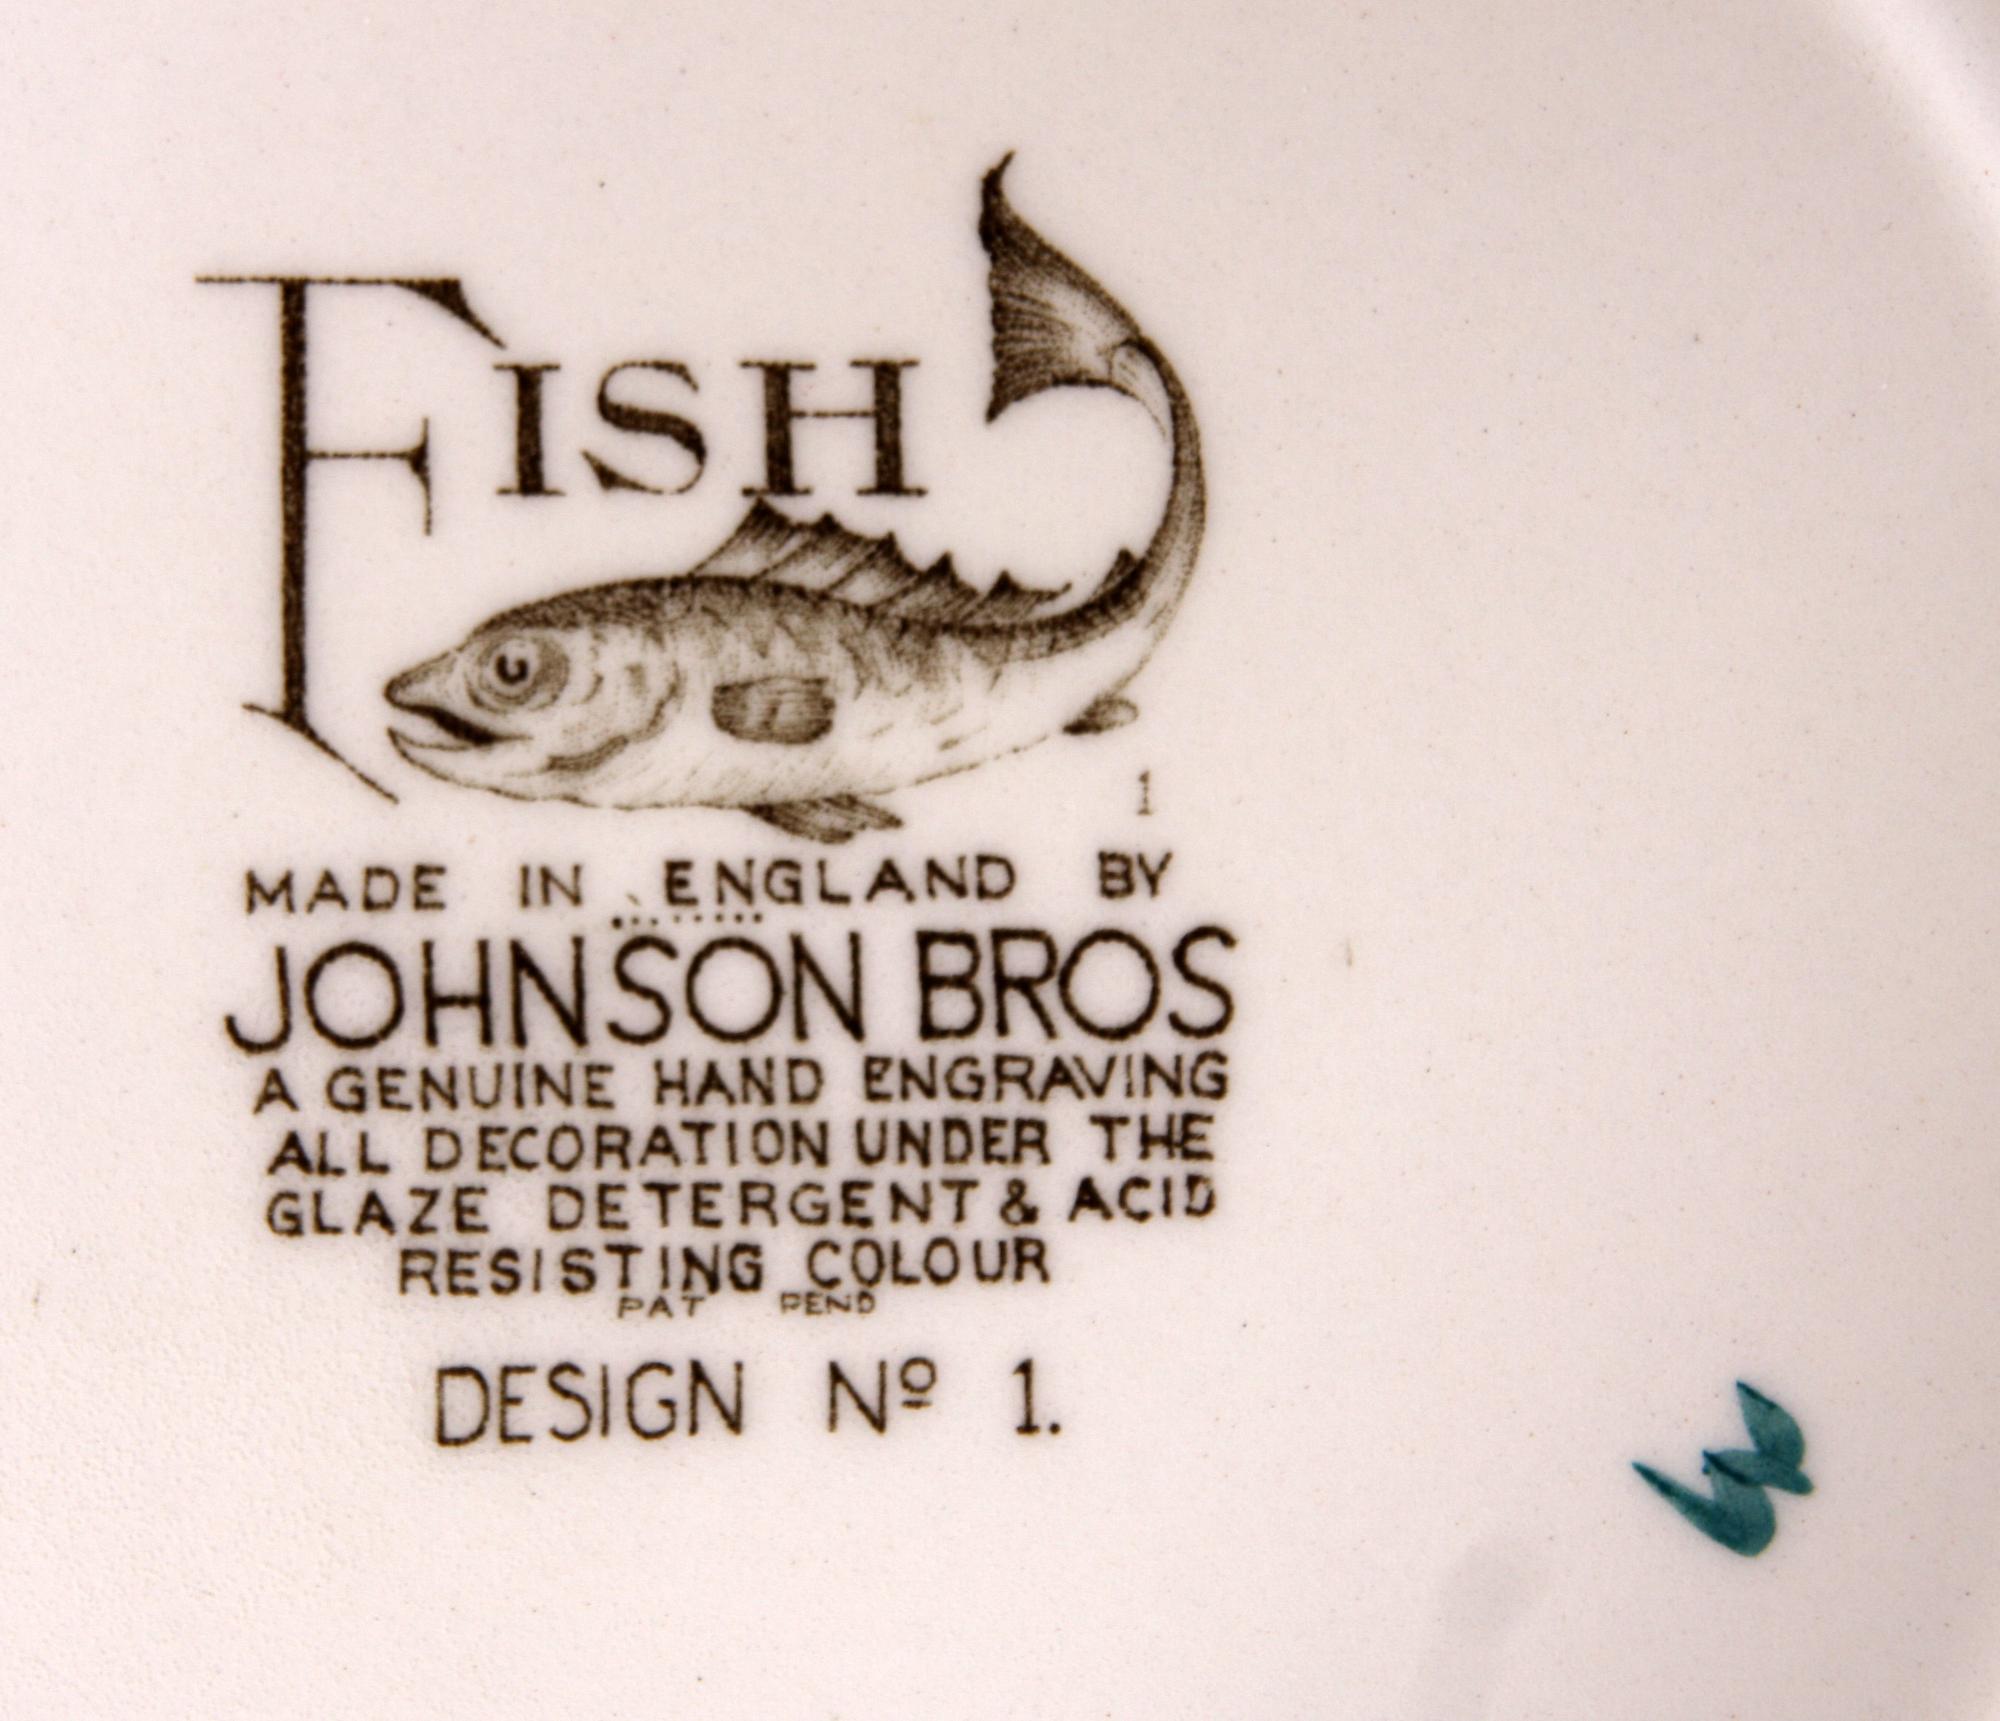 FISH
1
MADE IN ENGLAND BY
JOHNSON BROS
A GENUINE HAND ENGRAVING
ALL DECORATION UNDER THE
GLAZE DETERGENT & ACID
RESISTING COLOUR
PAT PEND
DESIGN Nº 1.